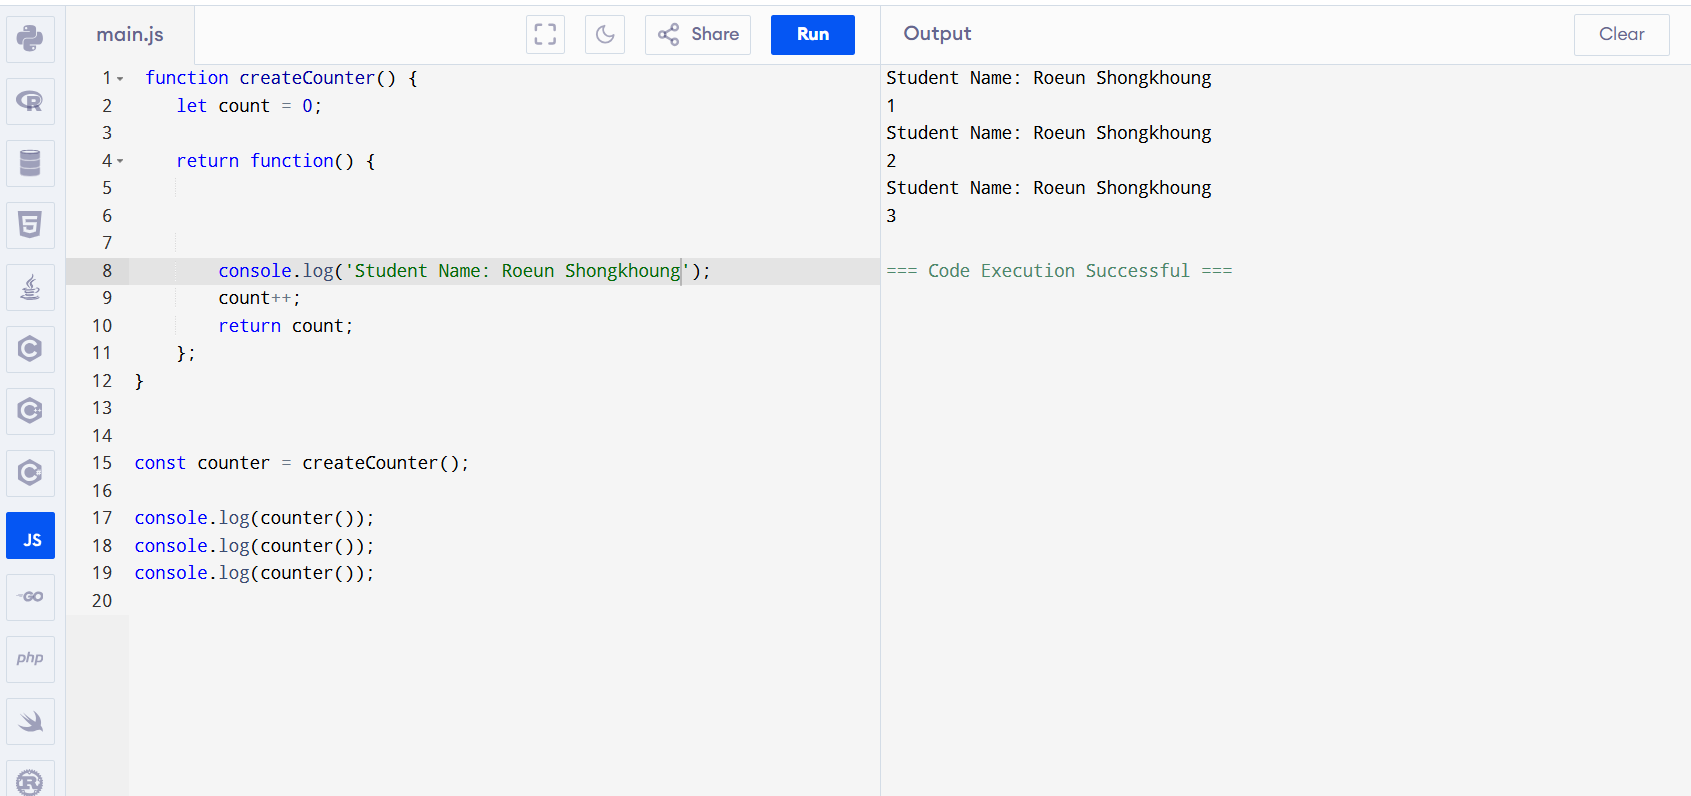 main.js
Share
Run
Output
Clear
1 function createCounter() {
2 let count = 0;
3
4 return function() {
5
6
7
8 console.log('Student Name: Roeun Shongkhoung');
9 count++;
10 return count;
11 };
12 }
13
14
15 const counter = createCounter();
16
17 console.log(counter());
18 console.log(counter());
19 console.log(counter());
20
Student Name: Roeun Shongkhoung
1
Student Name: Roeun Shongkhoung
2
Student Name: Roeun Shongkhoung
3
=== Code Execution Successful ===
R
5
C
C+
C#
JS
GO
php
R